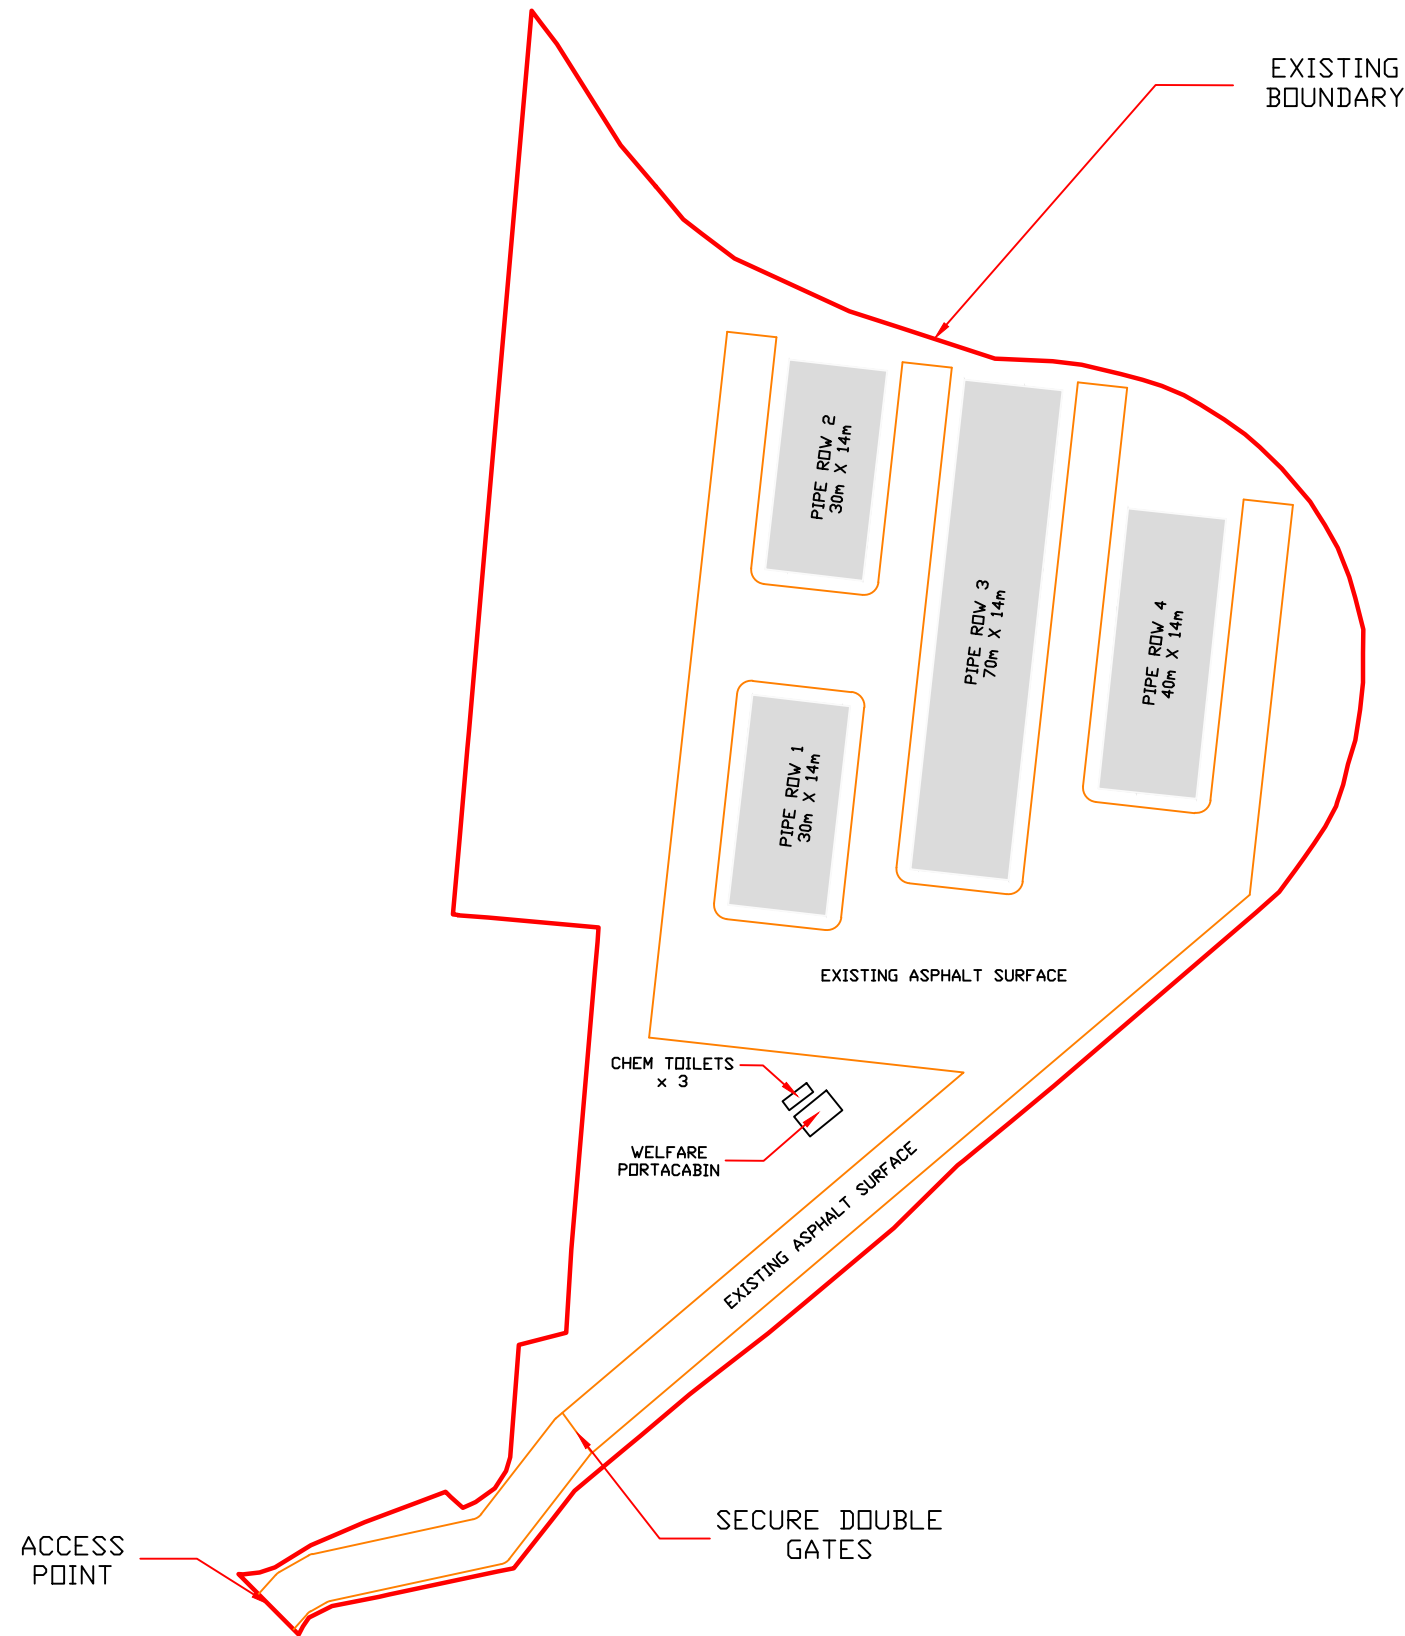 EXISTING
BOUNDARY
PIPE ROW 2
30m X 14m
PIPE ROW 3
70m X 14m
PIPE ROW 4
40m X 14m
PIPE ROW 1
30m X 14m
EXISTING ASPHALT SURFACE
CHEM TOILETS
x 3
WELFARE
PORTACABIN
EXISTING ASPHALT SURFACE
SECURE DOUBLE
GATES
ACCESS
POINT